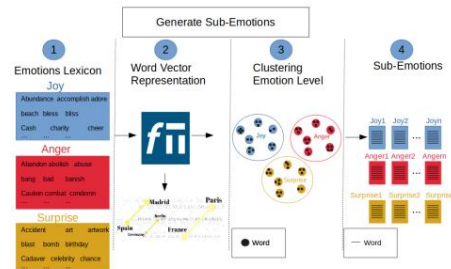 Generate Sub-Emotions
1
Emotions Lexicon
Joy
Abundance accomplish adore
... ...
beach bless bliss
... ...
Cash charity cheer
... ... ...
Anger
Abandon abolish abuse
... ...
bang bad banish
... ...
Caution combat condemn
... ... ...
Surprise
Accident art artwork
... ...
blast bomb birthday
... ...
Cadaver celebrity chance
... ... ...
2
Word Vector
Representation
Madrid
Paris
Berlin
Spain
Germany
France
3
Clustering
Emotion Level
Joy
Anger
Surprise
Word
4
Sub-Emotions
Joy1 Joy2 ... Joyn
...
Anger1 Anger2 ... Angern
...
Surprise1 Surprise2 ... Surprisen
...
Word